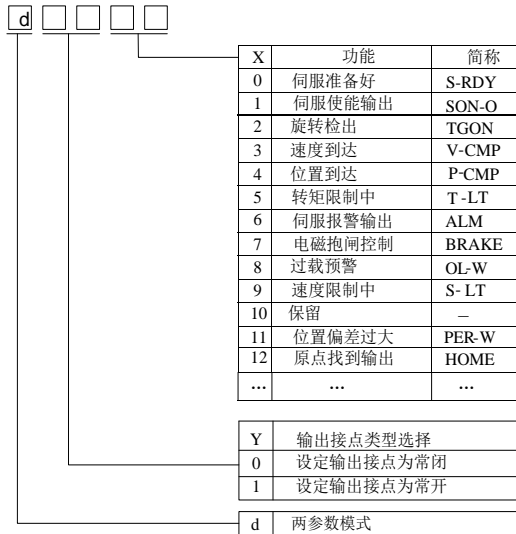 d
X 功能 简称
0 伺服准备好 S-RDY
1 伺服使能输出 SON-O
2 旋转检出 TGON
3 速度到达 V-CMP
4 位置到达 P-CMP
5 转矩限制中 T-LT
6 伺服报警输出 ALM
7 电磁抱闸控制 BRAKE
8 过载预警 OL-W
9 速度限制中 S-LT
10 保留 –
11 位置偏差过大 PER-W
12 原点找到输出 HOME
... ... ...
Y 输出接点类型选择
0 设定输出接点为常闭
1 设定输出接点为常开
d 两参数模式